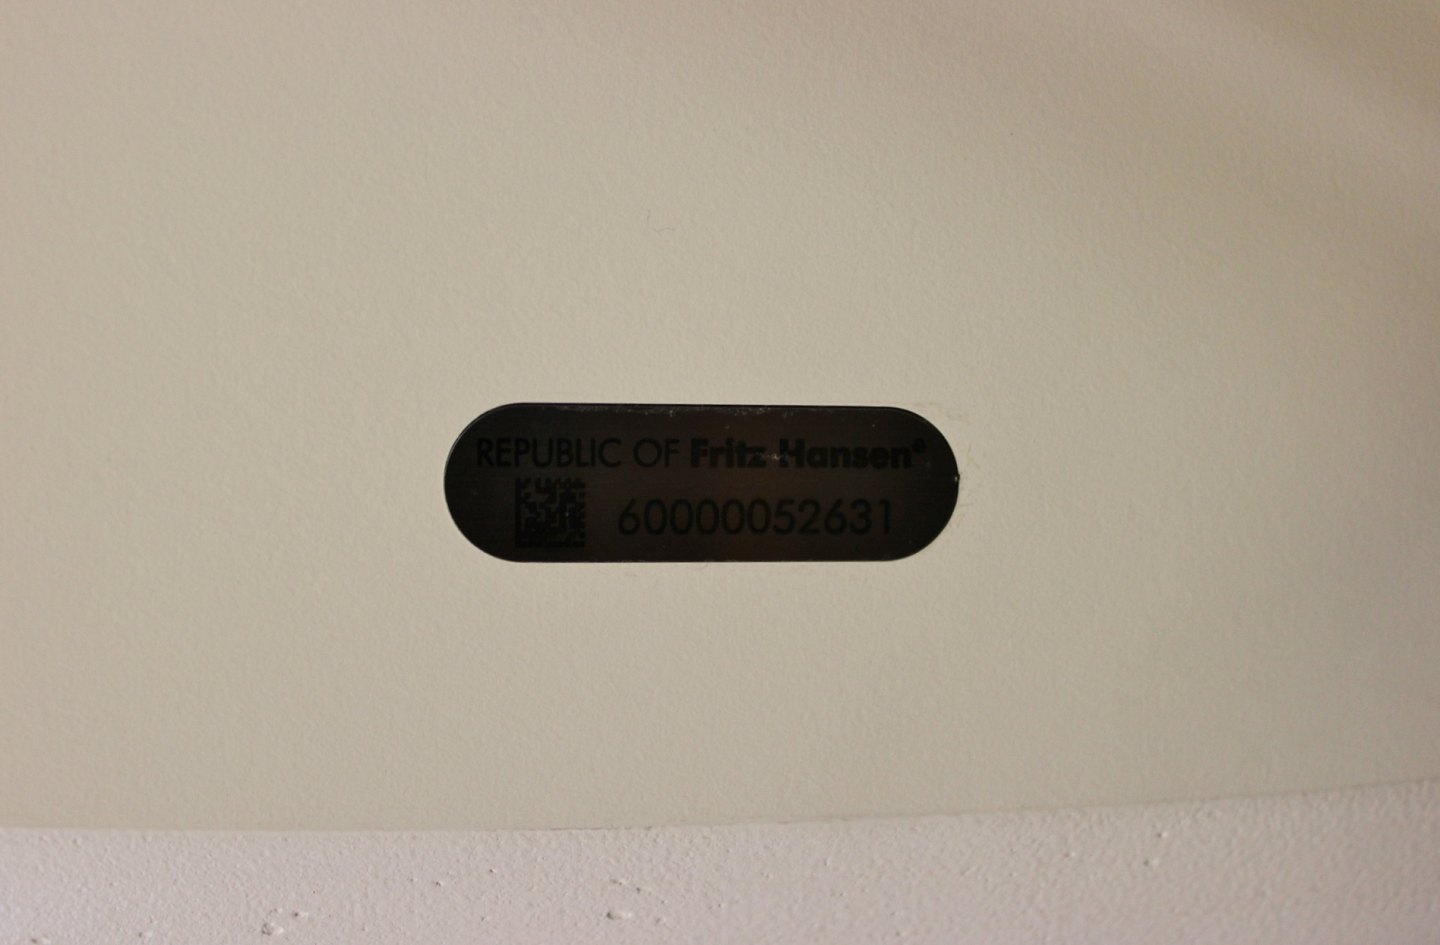 REPUBLIC OF Fritz Hansen®
60000052631